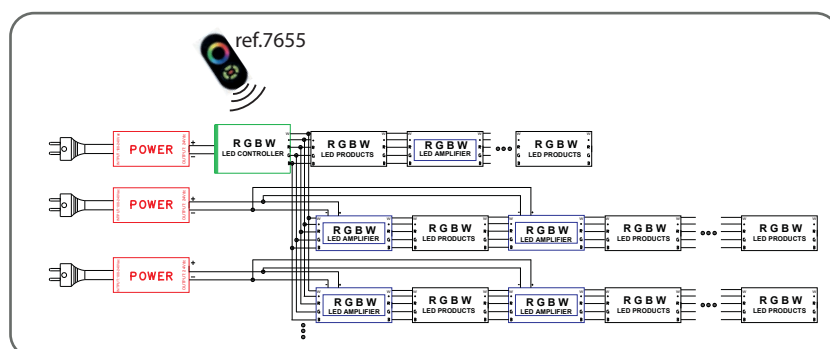 ref.7655
POWER
+
−
RGBW
LED CONTROLLER
RGBW
LED PRODUCTS
RGBW
LED AMPLIFIER
RGBW
LED PRODUCTS
POWER
+
−
RGBW
LED AMPLIFIER
RGBW
LED PRODUCTS
RGBW
LED AMPLIFIER
RGBW
LED PRODUCTS
RGBW
LED PRODUCTS
POWER
+
−
RGBW
LED AMPLIFIER
RGBW
LED PRODUCTS
RGBW
LED AMPLIFIER
RGBW
LED PRODUCTS
RGBW
LED PRODUCTS